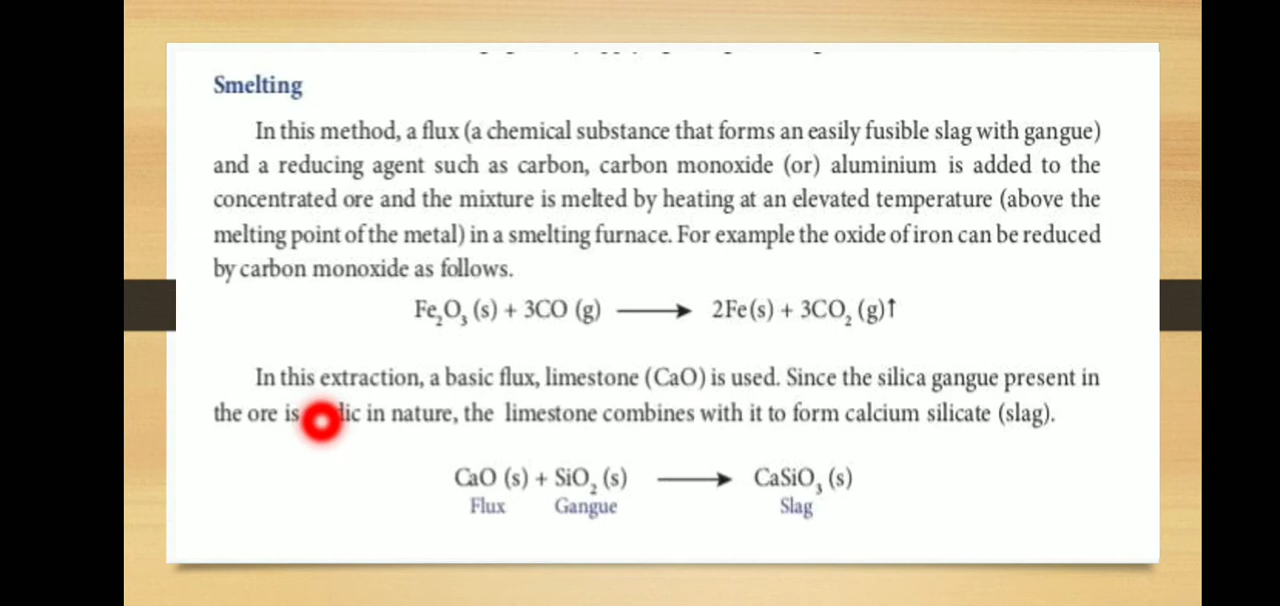 Smelting
In this method, a flux (a chemical substance that forms an easily fusible slag with gangue)
and a reducing agent such as carbon, carbon monoxide (or) aluminium is added to the
concentrated ore and the mixture is melted by heating at an elevated temperature (above the
melting point of the metal) in a smelting furnace. For example the oxide of iron can be reduced
by carbon monoxide as follows.
Fe₂O₃ (s) + 3CO (g) ⟶ 2Fe(s) + 3CO₂ (g)↑
In this extraction, a basic flux, limestone (CaO) is used. Since the silica gangue present in
the ore is in nature, the limestone combines with it to form calcium silicate (slag).
CaO (s) + SiO₂ (s) ⟶ CaSiO₃ (s)
Flux Gangue Slag